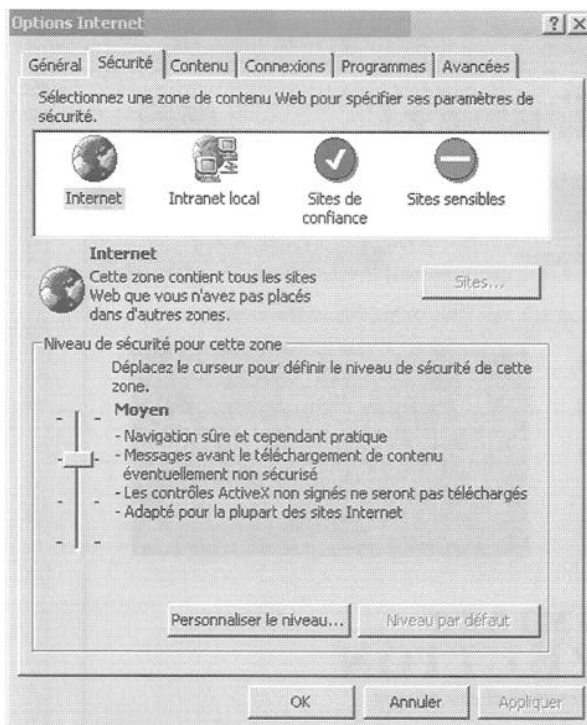 Options Internet
Général Sécurité Contenu Connexions Programmes Avancées
Sélectionnez une zone de contenu Web pour spécifier ses paramètres de
sécurité.
Internet Intranet local Sites de Sites sensibles
confiance
Internet
Cette zone contient tous les sites
Web que vous n'avez pas placés
dans d'autres zones.
Sites...
Niveau de sécurité pour cette zone
Déplacez le curseur pour définir le niveau de sécurité de cette
zone.
Moyen
- Navigation sûre et cependant pratique
- Messages avant le téléchargement de contenu
éventuellement non sécurisé
- Les contrôles ActiveX non signés ne seront pas téléchargés
- Adapté pour la plupart des sites Internet
Personnaliser le niveau... Niveau par défaut
OK Annuler Appliquer